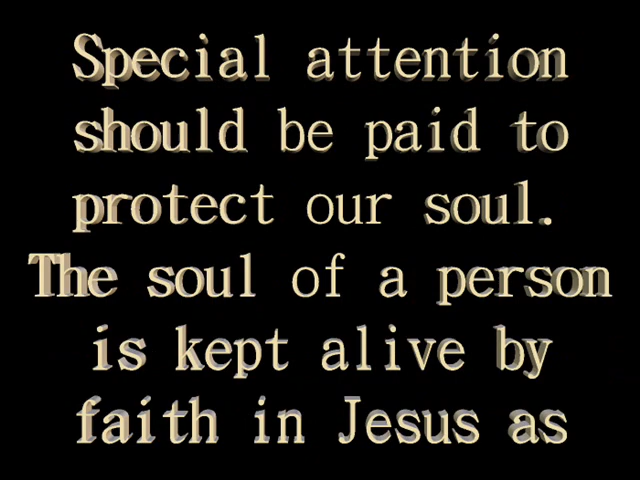 Special attention
should be paid to
protect our soul.
The soul of a person
is kept alive by
faith in Jesus as